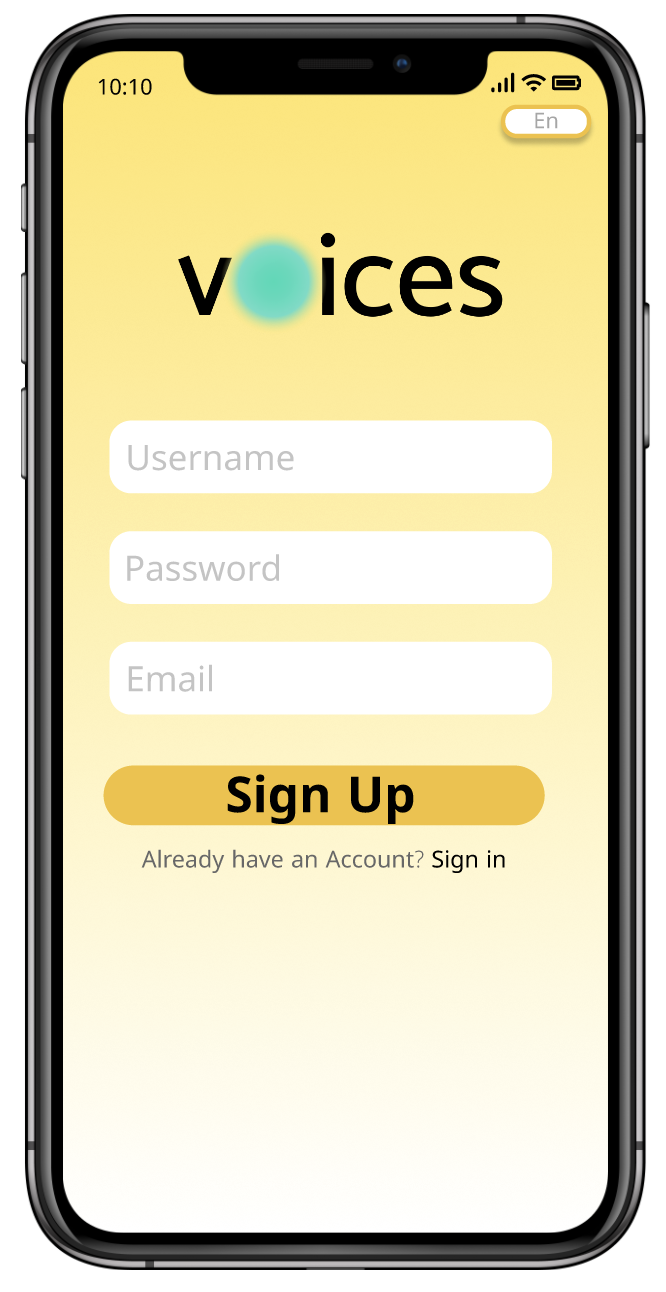 10:10
En
voices
Username
Password
Email
Sign Up
Already have an Account? Sign in